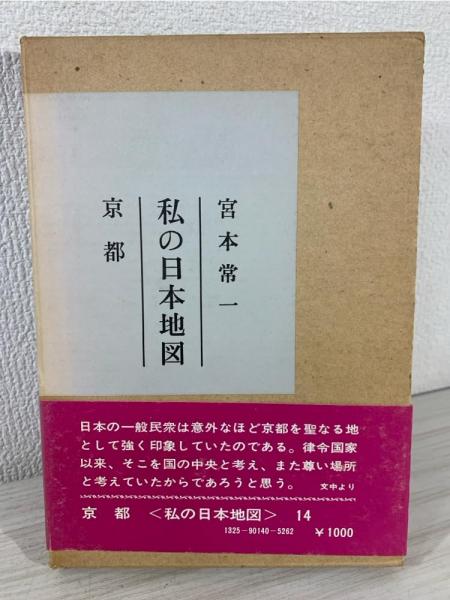 宮本常一
私の日本地図
京都
日本の一般民衆は意外なほど京都を聖なる地
として強く印象していたのである。律令国家
以来、そこを国の中央と考え、また尊い場所
と考えていたからであろうと思う。 文中より
京 都 〈私の日本地図〉 14
1325-90140-5262 ￥1000